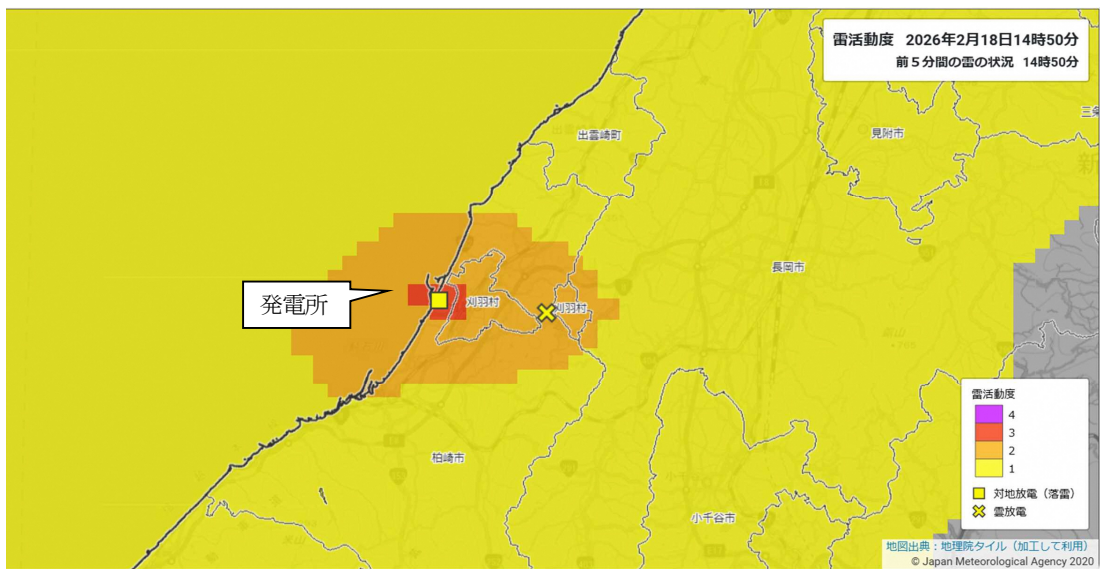 雷活動度 2026年2月18日14時50分
前5分間の雷の状況 14時50分
三条
出雲崎町
見附市
新
長岡市
発電所
刈羽村
刈羽村
柏崎市
小千谷市
雷活動度
4
3
2
1
対地放電（落雷）
雲放電
地図出典：地理院タイル（加工して利用）
© Japan Meteorological Agency 2020